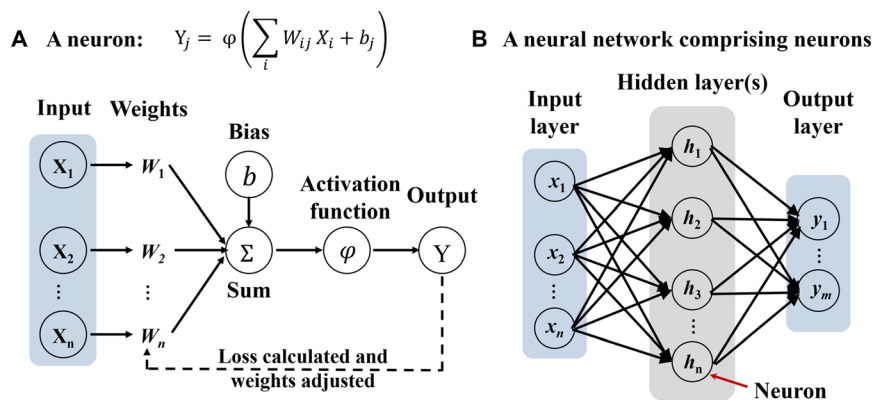 A A neuron: Y_j = φ(∑_i W_ij X_i + b_j)
Input Weights
Bias
Activation
function
Output
X₁ W₁
b
X₂ W₂ Σ φ Y
Sum
⋮ ⋮
Xₙ Wₙ
Loss calculated and
weights adjusted
B A neural network comprising neurons
Hidden layer(s)
Input
layer
Output
layer
x₁
x₂
⋮
xₙ
h₁
h₂
h₃
⋮
hₙ
y₁
⋮
yₘ
Neuron